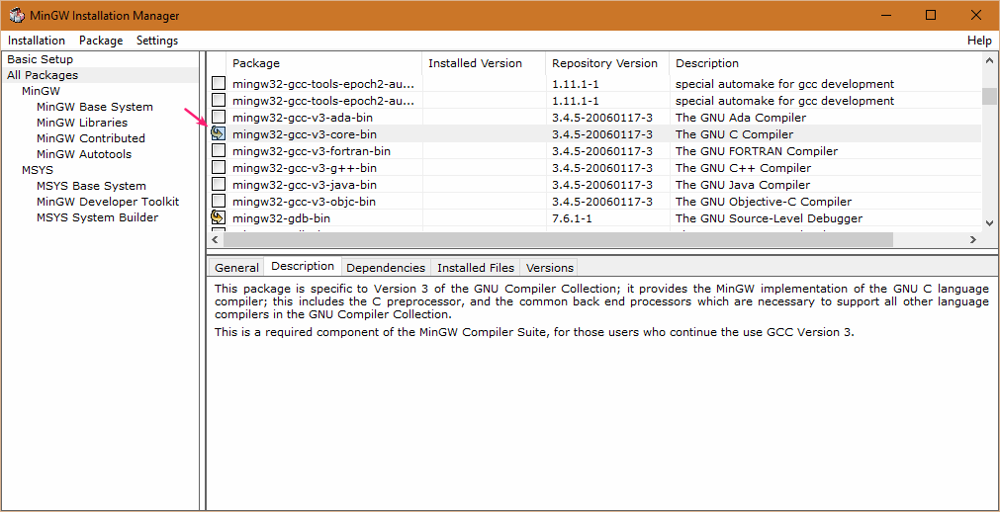 MinGW Installation Manager
Installation Package Settings Help
Basic Setup
All Packages
MinGW
MinGW Base System
MinGW Libraries
MinGW Contributed
MinGW Autotools
MSYS
MSYS Base System
MinGW Developer Toolkit
MSYS System Builder
Package Installed Version Repository Version Description
mingw32-gcc-tools-epoch2-au... 1.11.1-1 special automake for gcc development
mingw32-gcc-tools-epoch2-au... 1.11.1-1 special automake for gcc development
mingw32-gcc-v3-ada-bin 3.4.5-20060117-3 The GNU Ada Compiler
mingw32-gcc-v3-core-bin 3.4.5-20060117-3 The GNU C Compiler
mingw32-gcc-v3-fortran-bin 3.4.5-20060117-3 The GNU FORTRAN Compiler
mingw32-gcc-v3-g++-bin 3.4.5-20060117-3 The GNU C++ Compiler
mingw32-gcc-v3-java-bin 3.4.5-20060117-3 The GNU Java Compiler
mingw32-gcc-v3-objc-bin 3.4.5-20060117-3 The GNU Objective-C Compiler
mingw32-gdb-bin 7.6.1-1 The GNU Source-Level Debugger
General Description Dependencies Installed Files Versions
This package is specific to Version 3 of the GNU Compiler Collection; it provides the MinGW implementation of the GNU C language
compiler; this includes the C preprocessor, and the common back end processors which are necessary to support all other language
compilers in the GNU Compiler Collection.
This is a required component of the MinGW Compiler Suite, for those users who continue the use GCC Version 3.